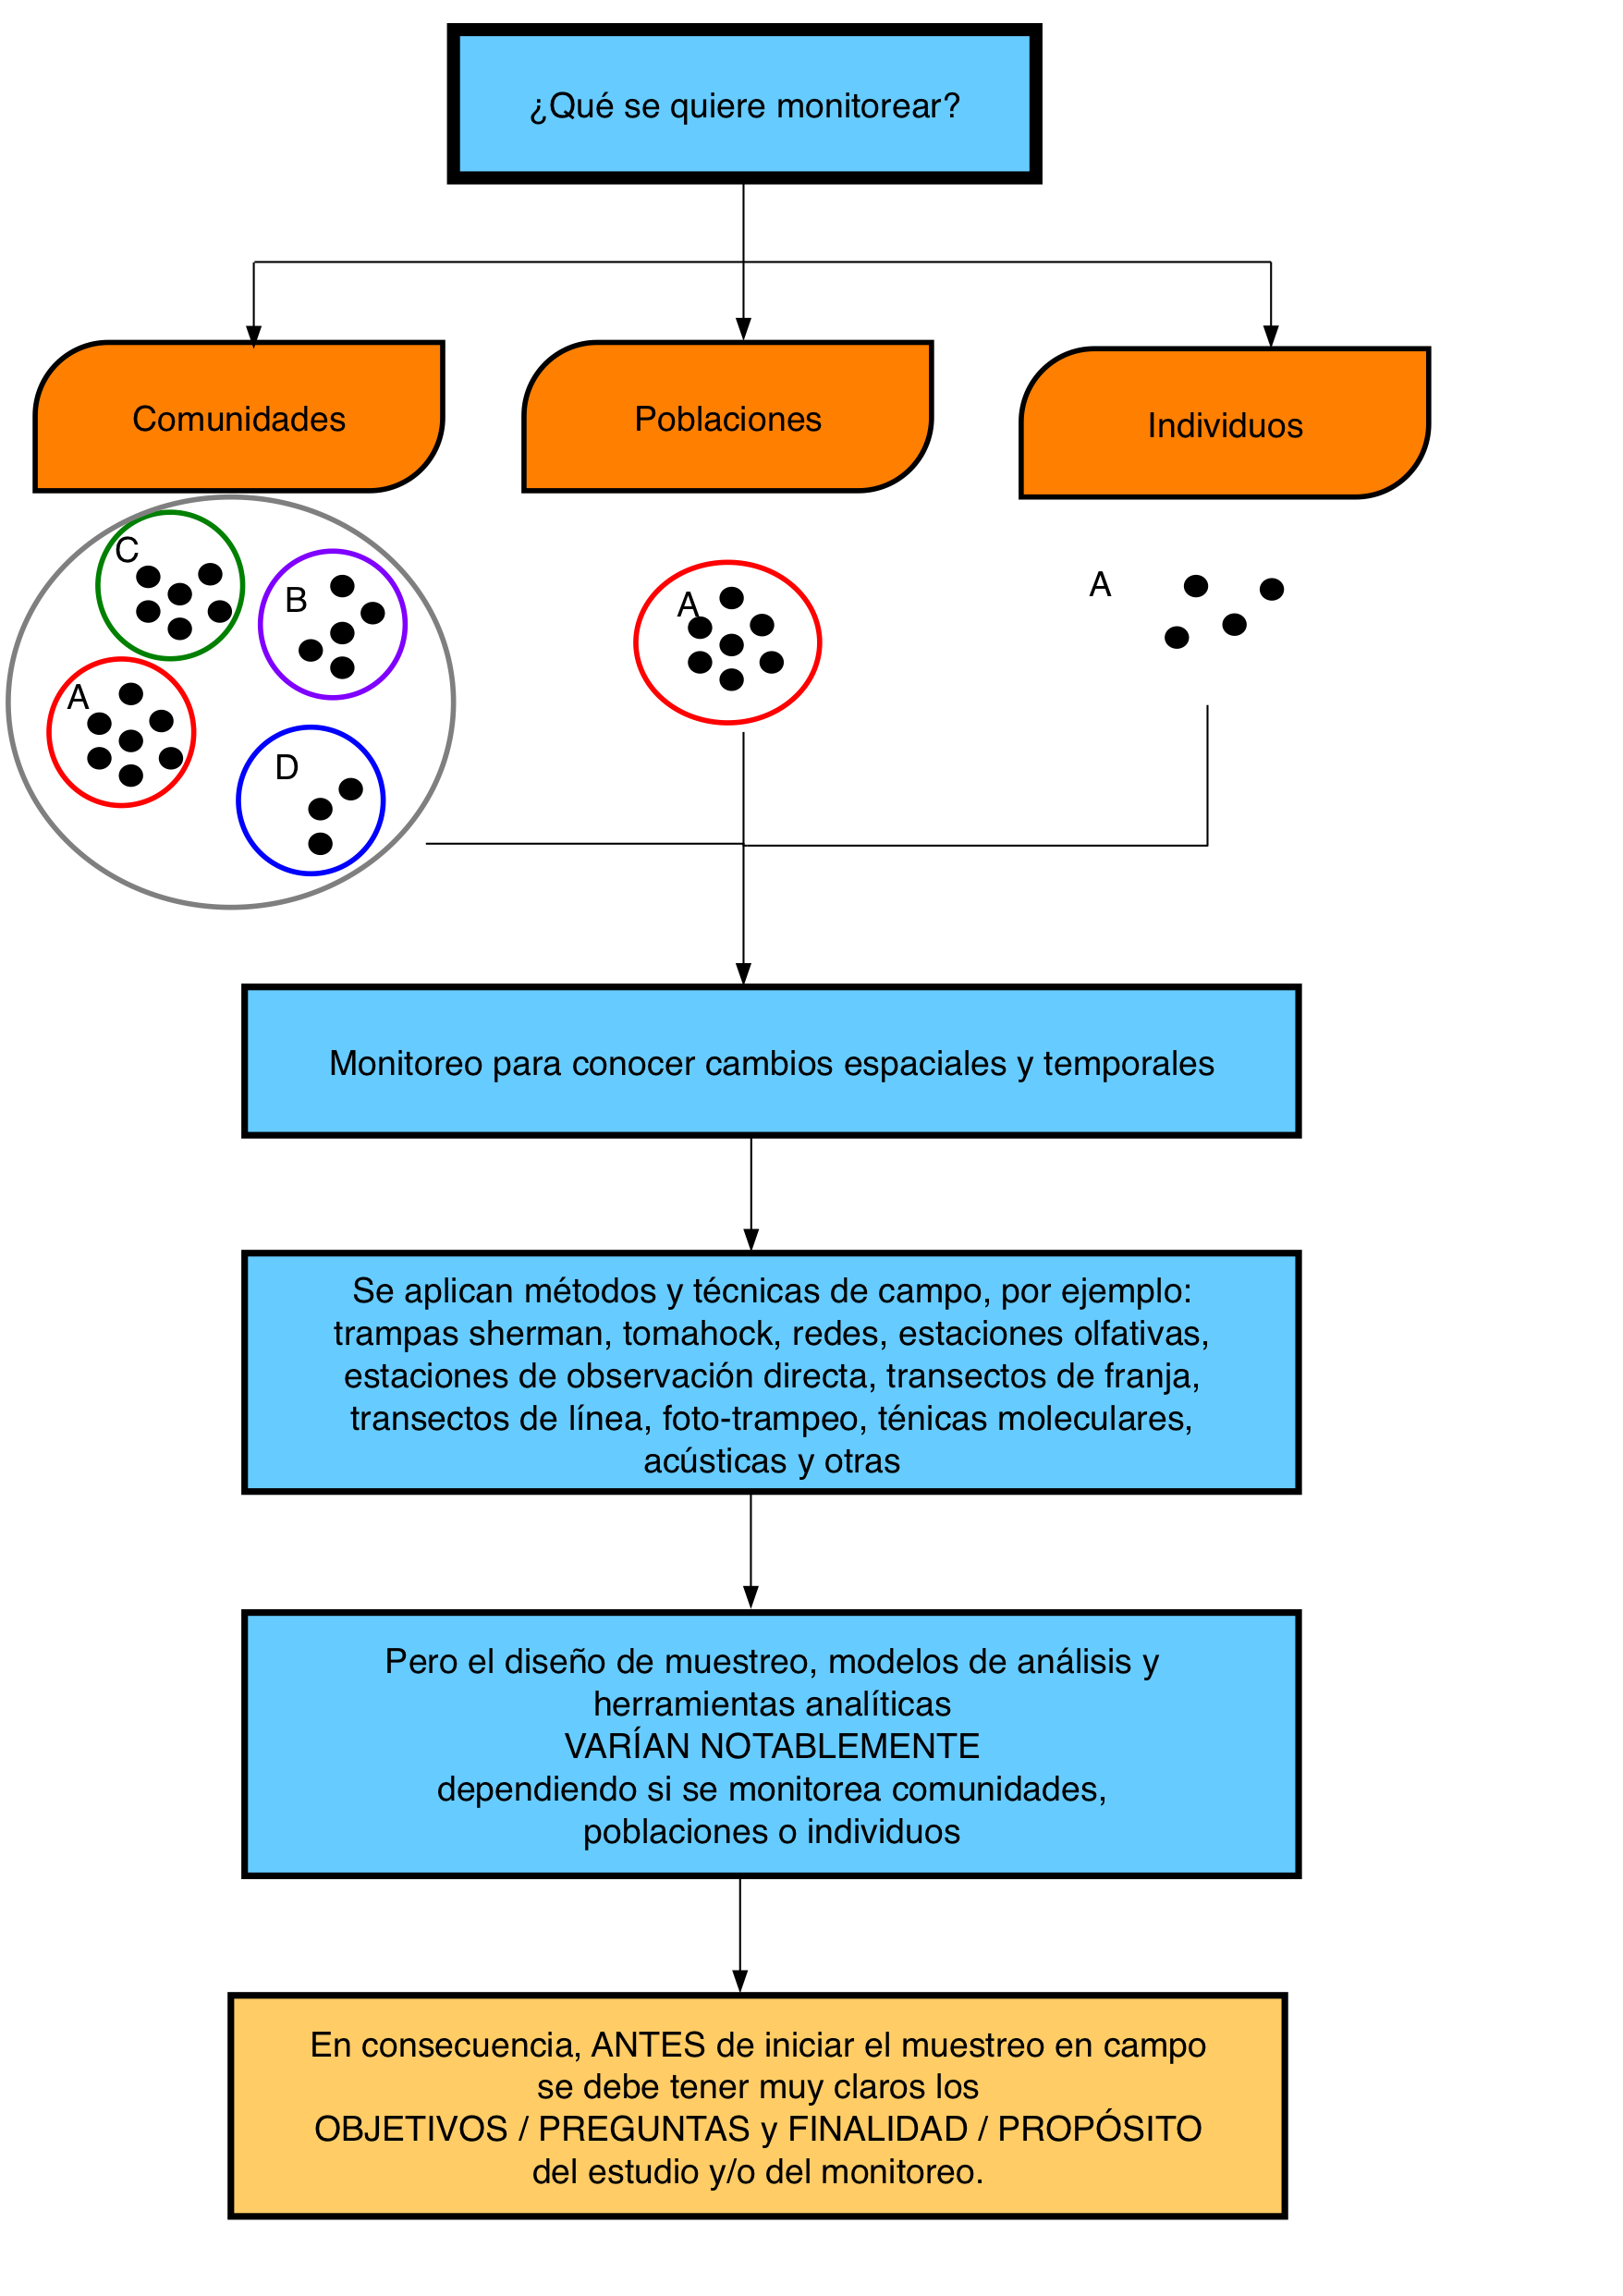 ¿Qué se quiere monitorear?
Comunidades
Poblaciones
Individuos
C
B
A
D
A
A
Monitoreo para conocer cambios espaciales y temporales
Se aplican métodos y técnicas de campo, por ejemplo:
trampas sherman, tomahock, redes, estaciones olfativas,
estaciones de observación directa, transectos de franja,
transectos de línea, foto-trampeo, ténicas moleculares,
acústicas y otras
Pero el diseño de muestreo, modelos de análisis y
herramientas analíticas
VARÍAN NOTABLEMENTE
dependiendo si se monitorea comunidades,
poblaciones o individuos
En consecuencia, ANTES de iniciar el muestreo en campo
se debe tener muy claros los
OBJETIVOS / PREGUNTAS y FINALIDAD / PROPÓSITO
del estudio y/o del monitoreo.